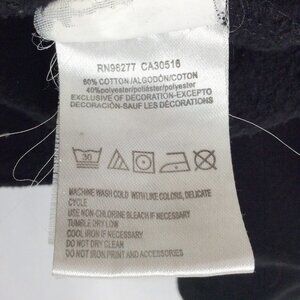 RN98277 CA30516
60% COTTON/ALGODÓN/COTON
40%polyester/poliéster/polyester
EXCLUSIVE OF DECORATION-EXCEPTO
DECORACIÓN-SAUF LES DÉCORATIONS
30
MACHINE WASH COLD WITH LIKE COLORS, DELICATE
CYCLE
USE NON-CHLORINE BLEACH IF NECESSARY
TUMBLE DRY LOW
COOL IRON IF NECESSARY
DO NOT DRY CLEAN
DO NOT IRON PRINT AND ACCESSORIES